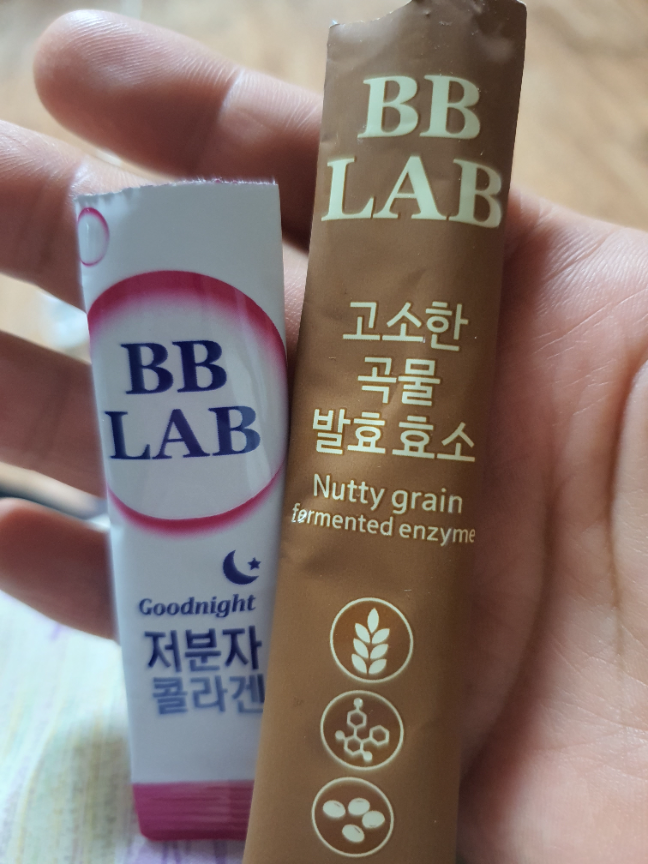 BB
LAB
Goodnight
저분자
콜라겐
BB
LAB
고소한
곡물
발효효소
Nutty grain
fermented enzyme